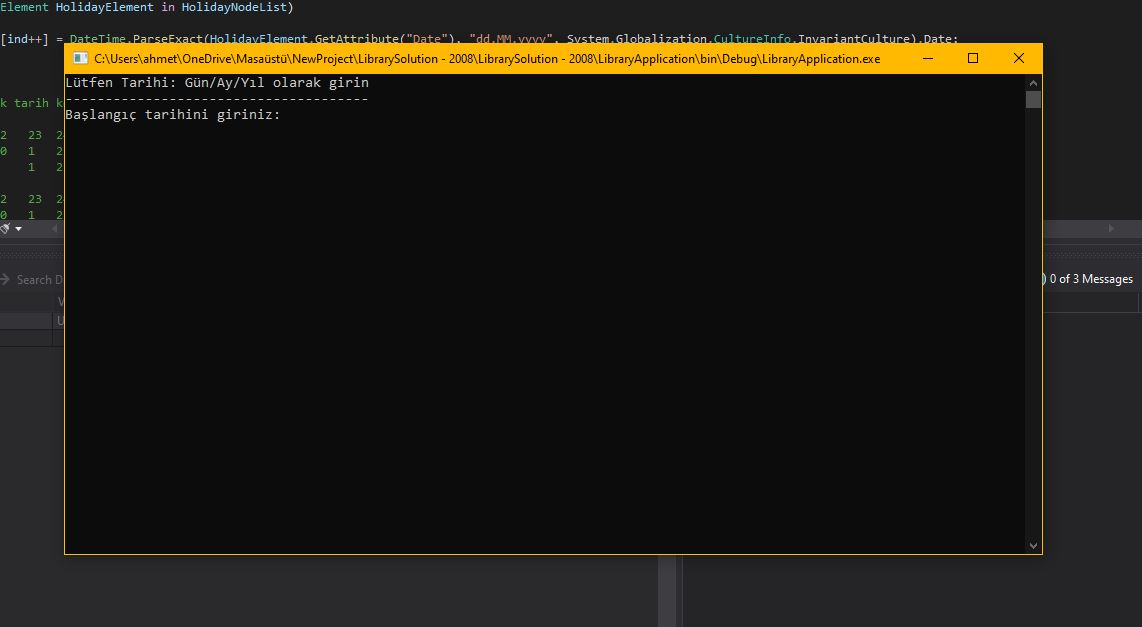 Element HolidayElement in HolidayNodeList)
[ind++] = DateTime.ParseExact(HolidayElement.GetAttribute("Date"), "dd.MM.yyyy", System.Globalization.CultureInfo.InvariantCulture).Date;
C:\Users\ahmet\OneDrive\Masaüstü\NewProject\LibrarySolution - 2008\LibrarySolution - 2008\LibraryApplication\bin\Debug\LibraryApplication.exe
Lütfen Tarihi: Gün/Ay/Yıl olarak girin
--------------------------------------
Başlangıç tarihini giriniz:
k tarih k
2 23 2
0 1 2
1 2
2 23 2
0 1 2
Search D
0 of 3 Messages